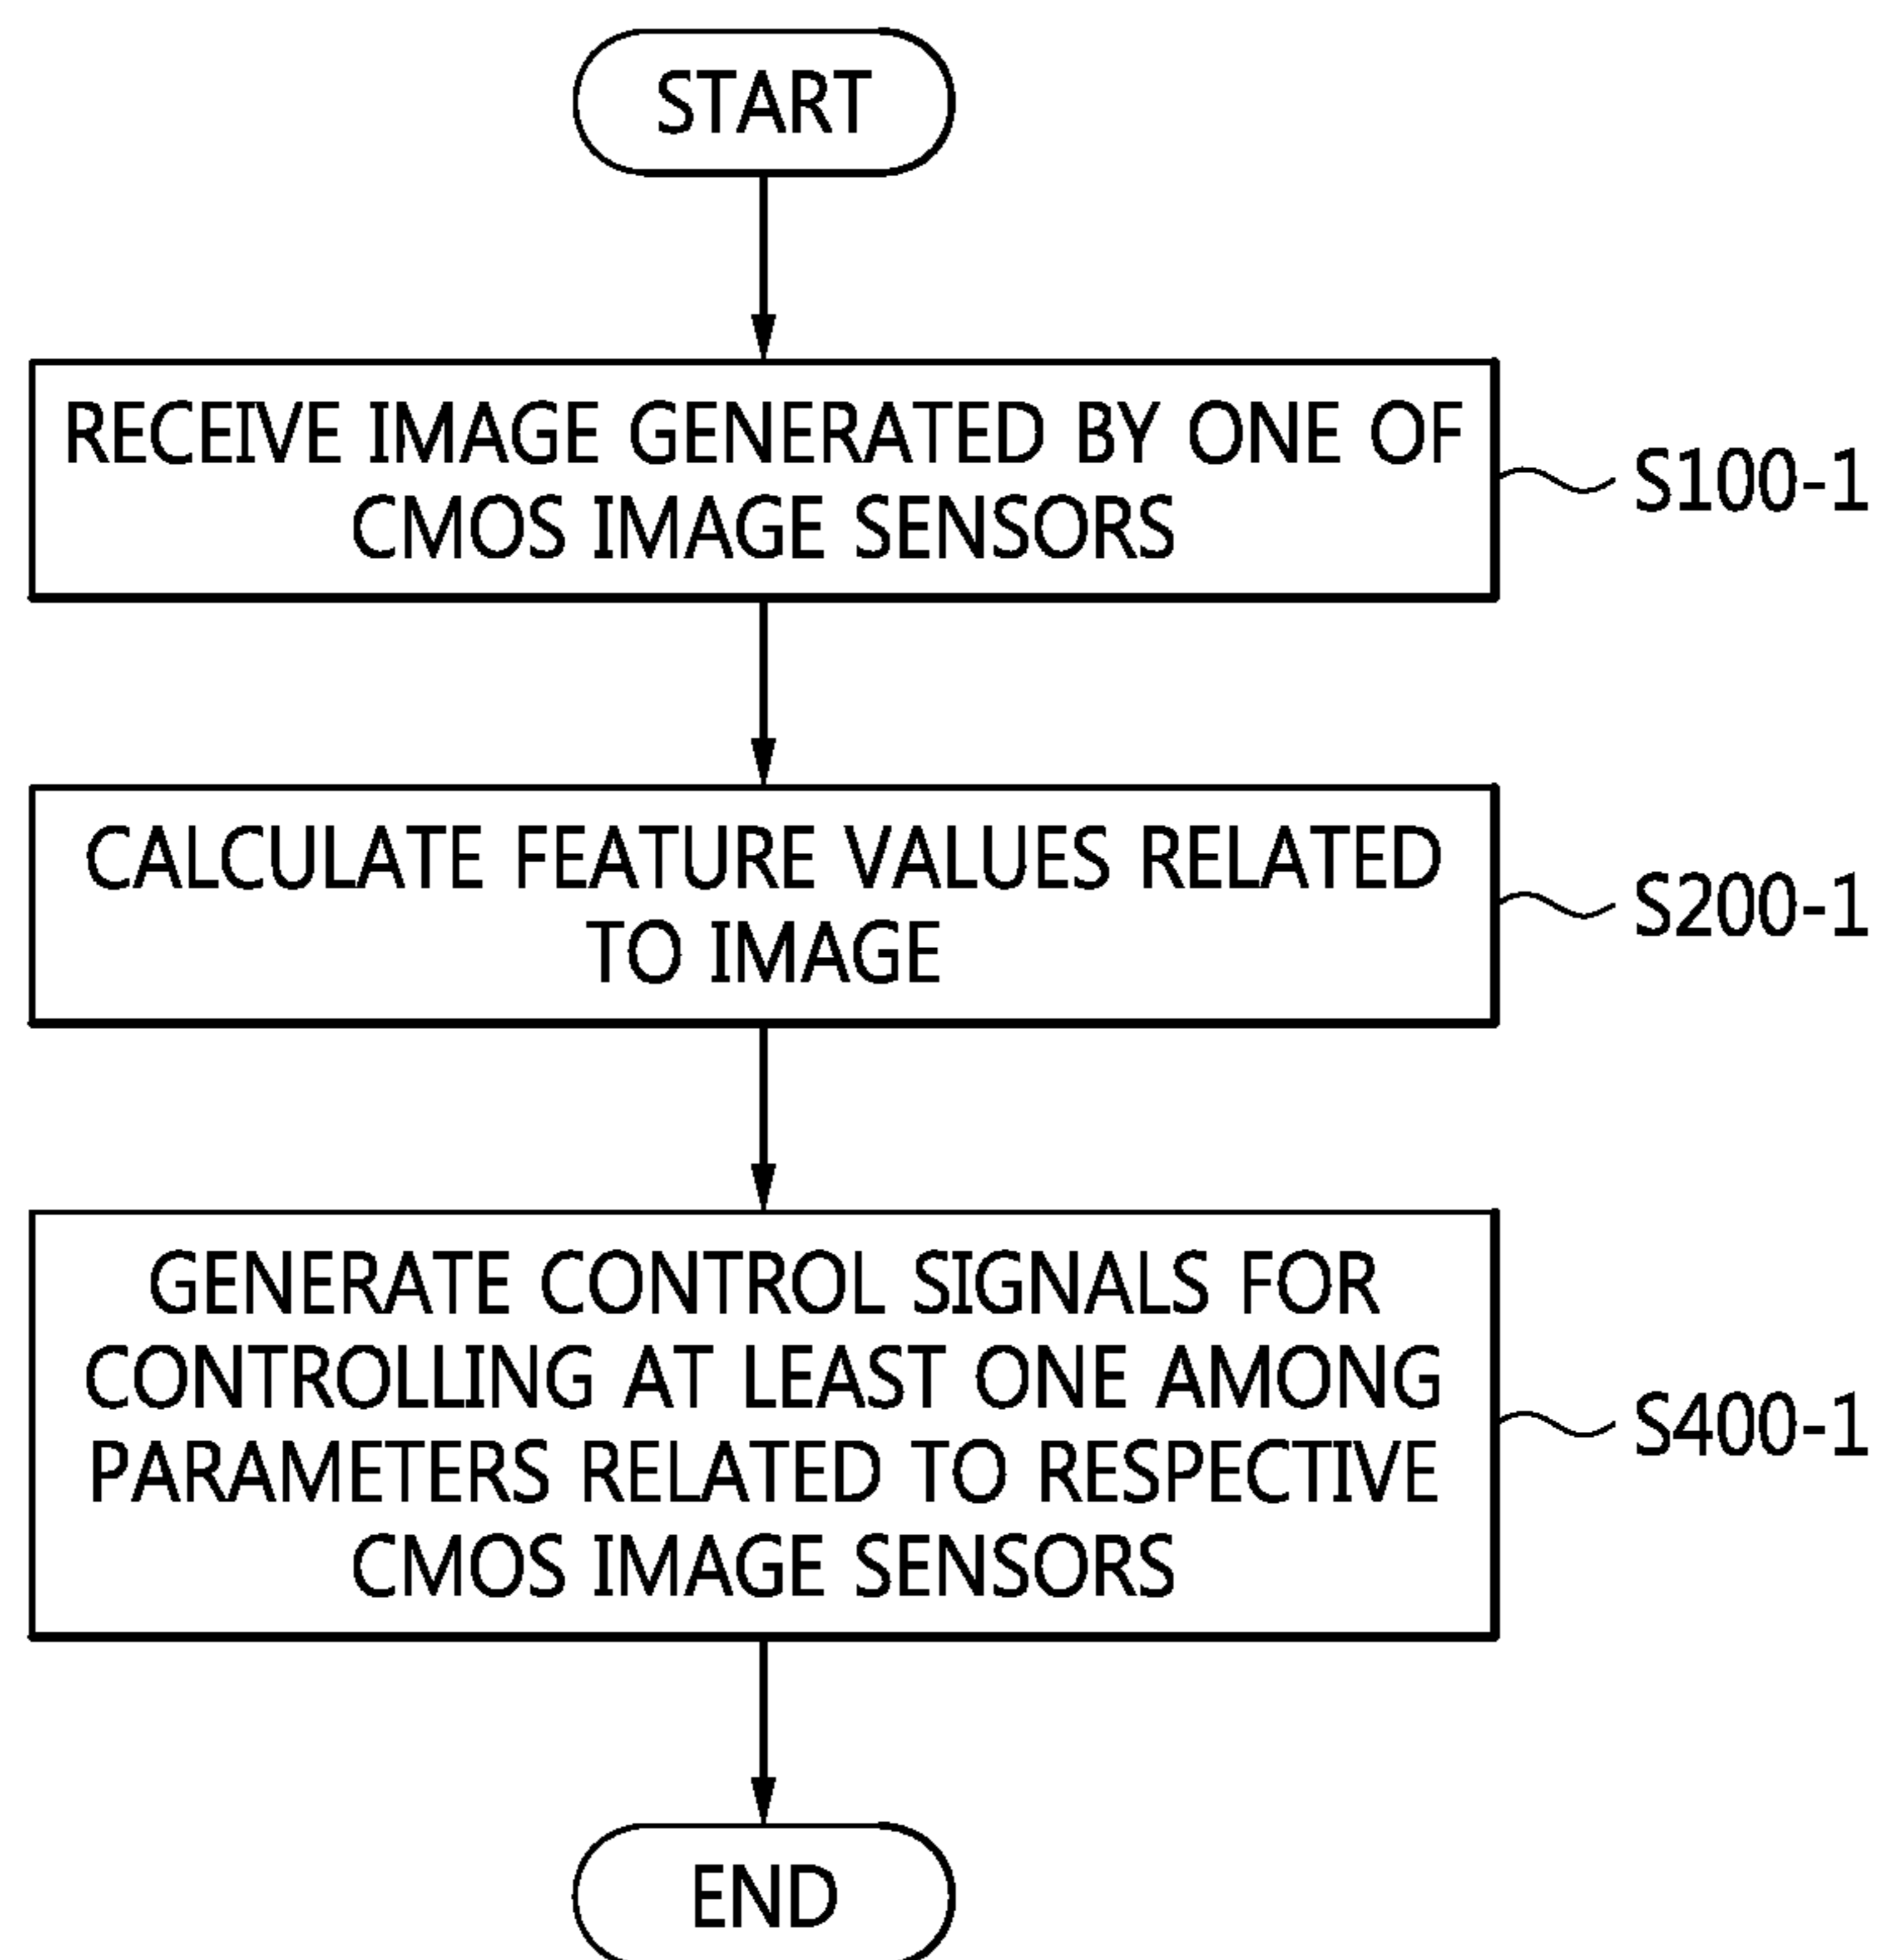 START
RECEIVE IMAGE GENERATED BY ONE OF
CMOS IMAGE SENSORS
S100-1
CALCULATE FEATURE VALUES RELATED
TO IMAGE
S200-1
GENERATE CONTROL SIGNALS FOR
CONTROLLING AT LEAST ONE AMONG
PARAMETERS RELATED TO RESPECTIVE
CMOS IMAGE SENSORS
S400-1
END